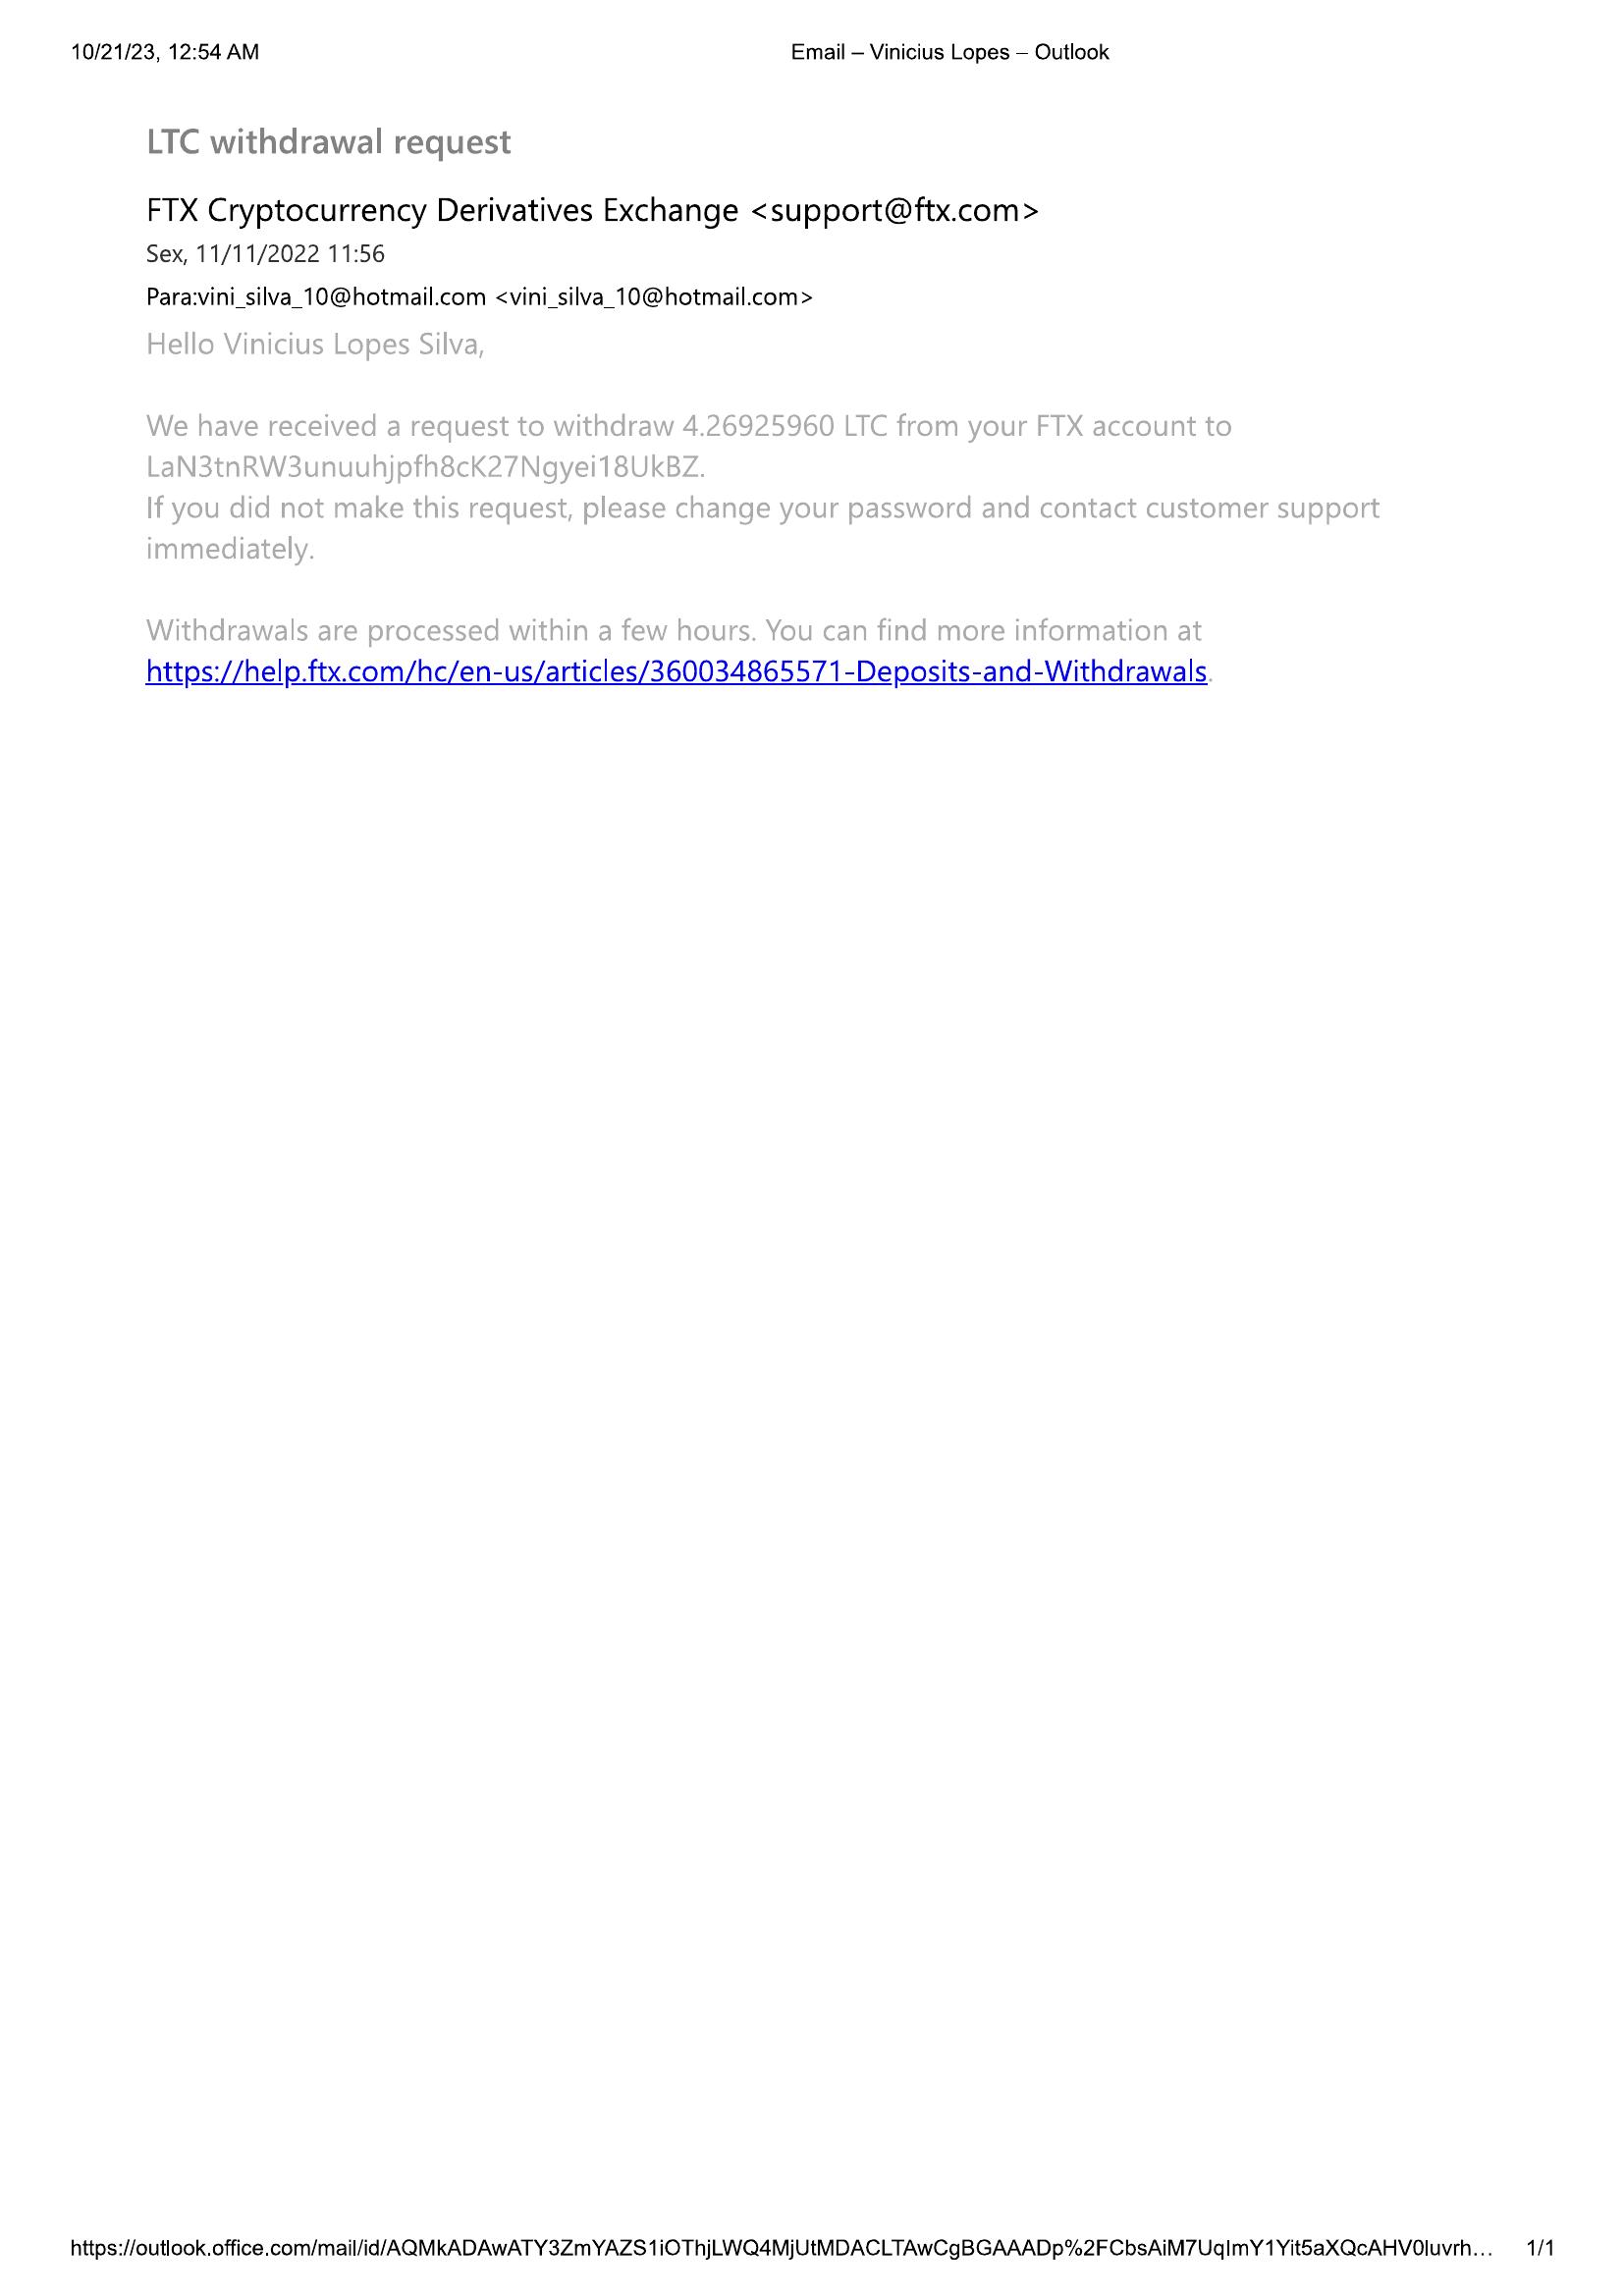 10/21/23, 12:54 AM Email – Vinicius Lopes – Outlook
LTC withdrawal request
FTX Cryptocurrency Derivatives Exchange <support@ftx.com>
Sex, 11/11/2022 11:56
Para:vini_silva_10@hotmail.com <vini_silva_10@hotmail.com>
Hello Vinicius Lopes Silva,
We have received a request to withdraw 4.26925960 LTC from your FTX account to
LaN3tnRW3unuuhjpfh8cK27Ngyei18UkBZ.
If you did not make this request, please change your password and contact customer support
immediately.
Withdrawals are processed within a few hours. You can find more information at
https://help.ftx.com/hc/en-us/articles/360034865571-Deposits-and-Withdrawals.
https://outlook.office.com/mail/id/AQMkADAwATY3ZmYAZS1iOThjLWQ4MjUtMDACLTAwCgBGAAADp%2FCbsAiM7UqImY1Yit5aXQcAHV0luvrh… 1/1